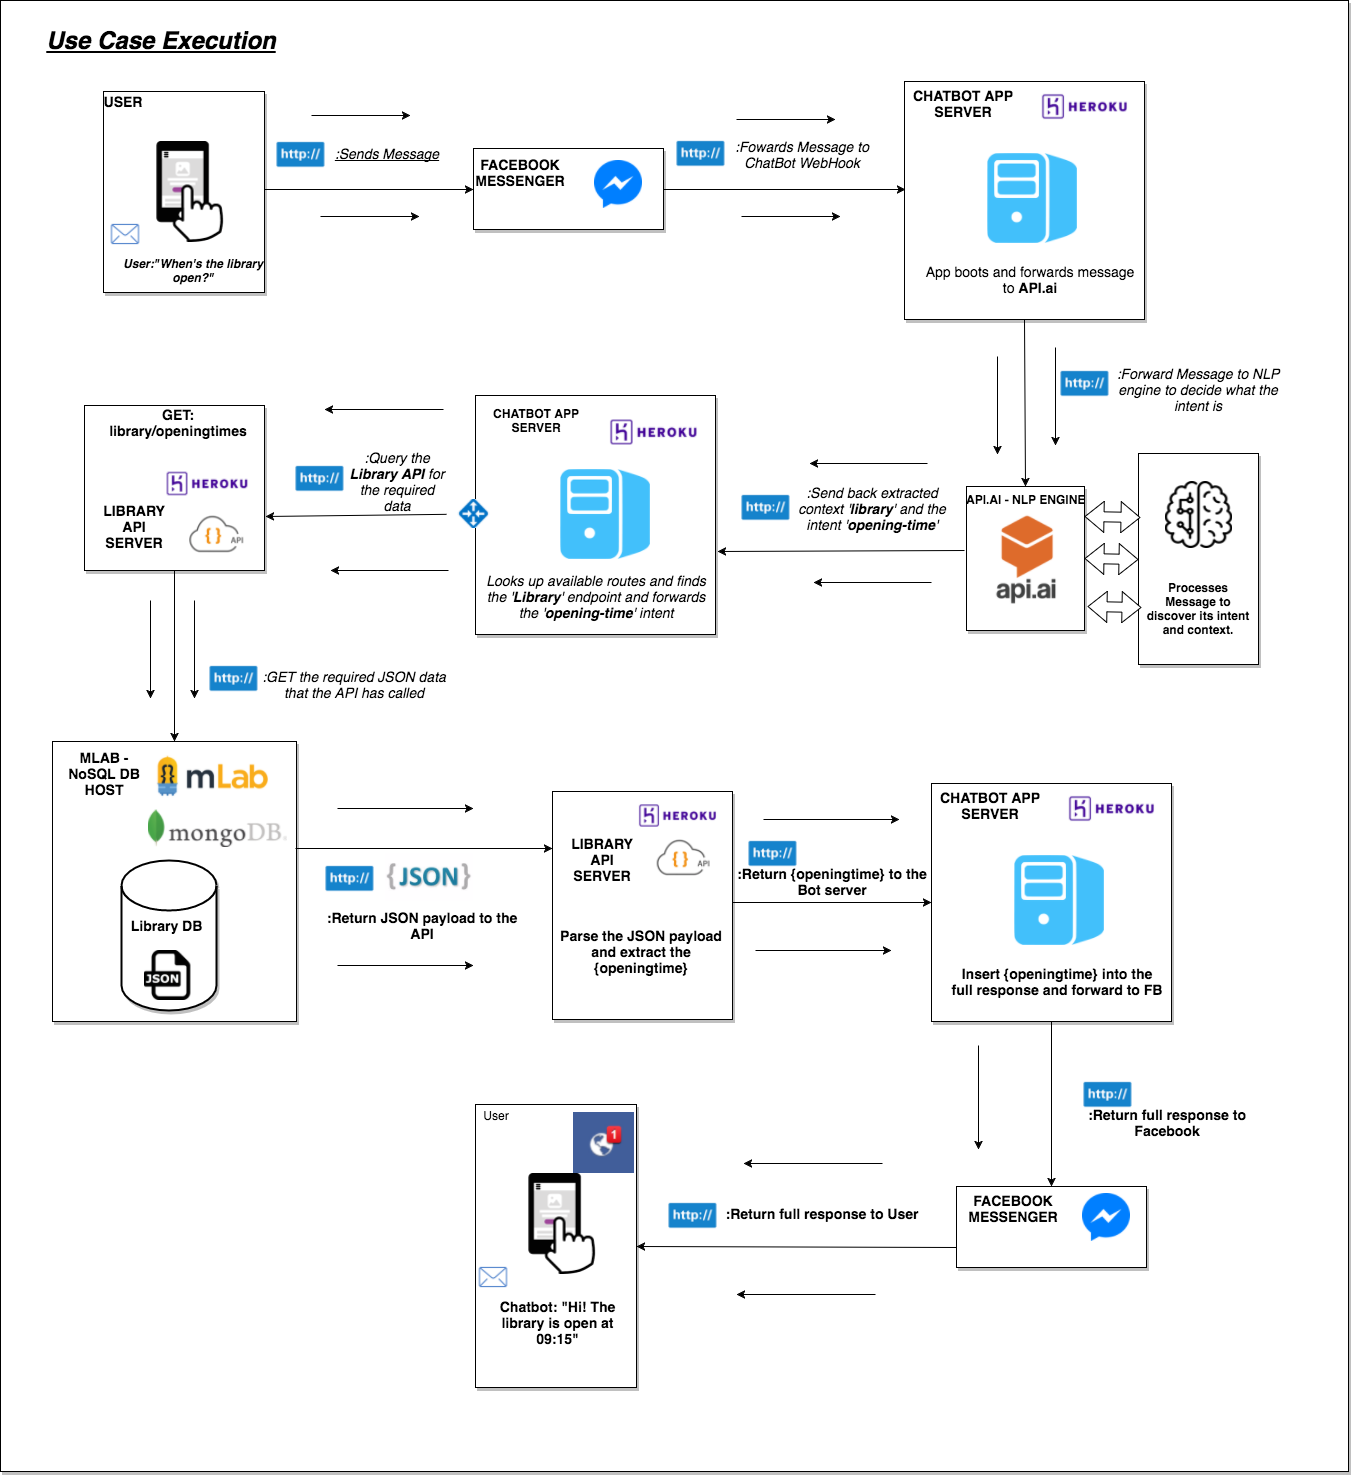 Use Case Execution
USER
User:"When's the library
open?"
http://
:Sends Message
FACEBOOK
MESSENGER
http://
:Fowards Message to
ChatBot WebHook
CHATBOT APP
SERVER
HEROKU
App boots and forwards message
to API.ai
http://
:Forward Message to NLP
engine to decide what the
intent is
API.AI - NLP ENGINE
api.ai
Processes
Message to
discover its intent
and context.
http://
:Send back extracted
context 'library' and the
intent 'opening-time'
CHATBOT APP
SERVER
HEROKU
Looks up available routes and finds
the 'Library' endpoint and forwards
the 'opening-time' intent
http://
:Query the
Library API for
the required
data
GET:
library/openingtimes
HEROKU
LIBRARY
API
SERVER
{ }
API
http://
:GET the required JSON data
that the API has called
MLAB -
NoSQL DB
HOST
mLab
mongoDB.
Library DB
JSON
http://
{JSON}
:Return JSON payload to the
API
HEROKU
LIBRARY
API
SERVER
{ }
API
Parse the JSON payload
and extract the
{openingtime}
http://
:Return {openingtime} to the
Bot server
CHATBOT APP
SERVER
HEROKU
Insert {openingtime} into the
full response and forward to FB
http://
:Return full response to
Facebook
FACEBOOK
MESSENGER
http://
:Return full response to User
User
1
Chatbot: "Hi! The
library is open at
09:15"